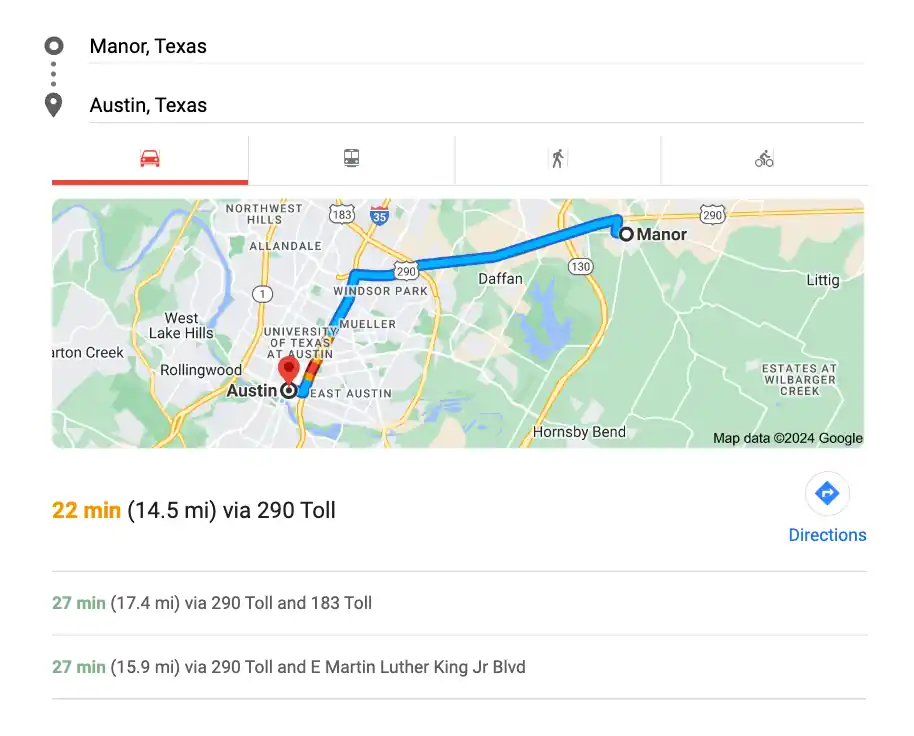 Manor, Texas
Austin, Texas
NORTHWEST
HILLS
183
35
290
ALLANDALE
Manor
290
130
Daffan
Littig
1
WINDSOR PARK
West
Lake Hills
MUELLER
UNIVERSITY
OF TEXAS
AT AUSTIN
arton Creek
Rollingwood
ESTATES AT
WILBARGER
CREEK
Austin
EAST AUSTIN
Hornsby Bend
Map data ©2024 Google
22 min (14.5 mi) via 290 Toll
Directions
27 min (17.4 mi) via 290 Toll and 183 Toll
27 min (15.9 mi) via 290 Toll and E Martin Luther King Jr Blvd